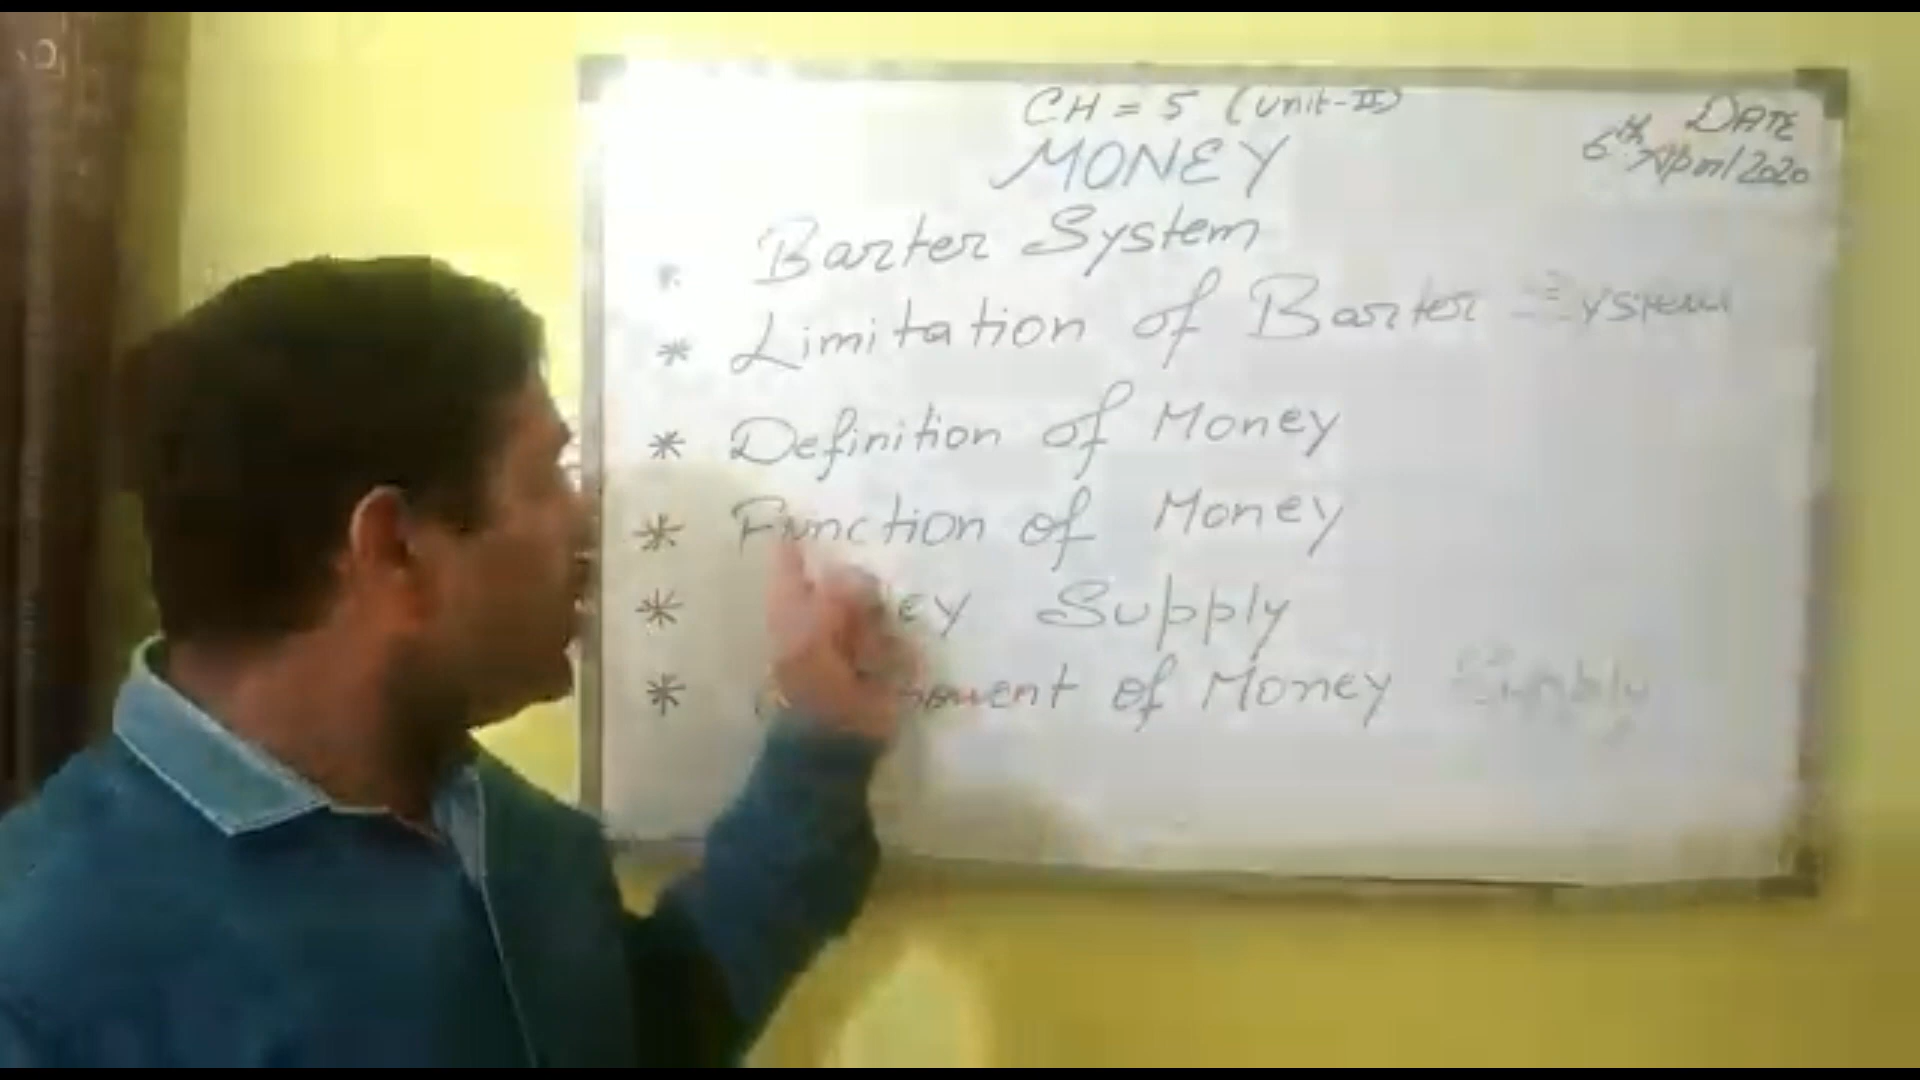 CH = 5 (Unit-II)
MONEY
DATE
6th April 2020
* Barter System
* Limitation of Barter System
* Definition of Money
* Function of Money
* Supply
* of Money Supply